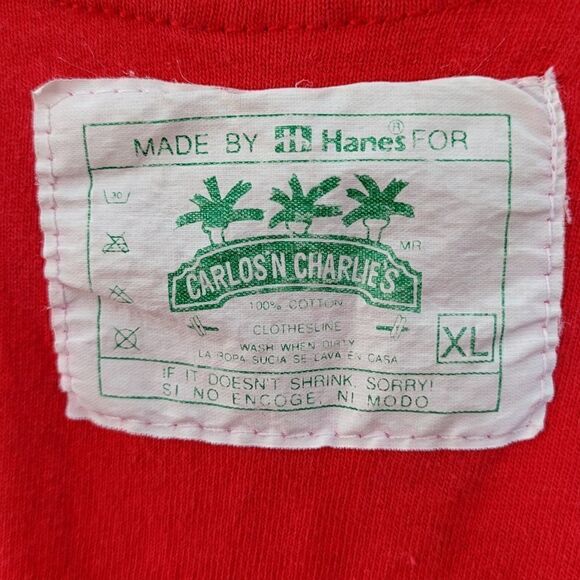 MADE BY H Hanes® FOR
30
MR
CARLOS'N CHARLIE'S
100% COTTON
CLOTHESLINE
WASH WHEN DIRTY
LA ROPA SUCIA SE LAVA EN CASA
XL
IF IT DOESN'T SHRINK, SORRY!
SI NO ENCOGE, NI MODO